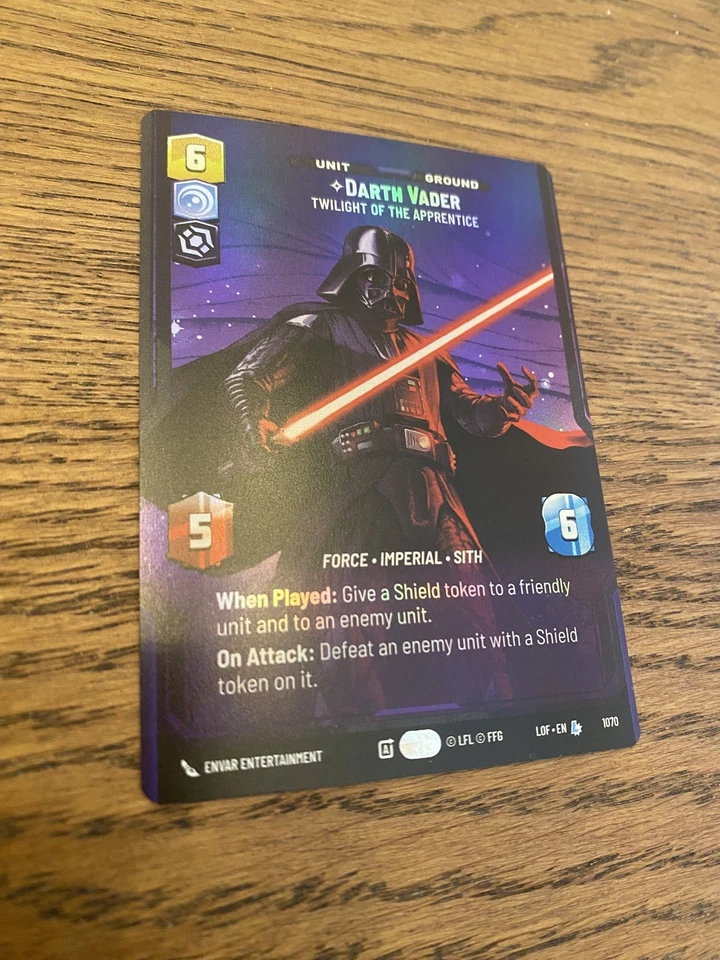 6
UNIT GROUND
DARTH VADER
TWILIGHT OF THE APPRENTICE
5
6
FORCE • IMPERIAL • SITH
When Played: Give a Shield token to a friendly
unit and to an enemy unit.
On Attack: Defeat an enemy unit with a Shield
token on it.
ENVAR ENTERTAINMENT
© LFL © FFG
LOF • EN
1070